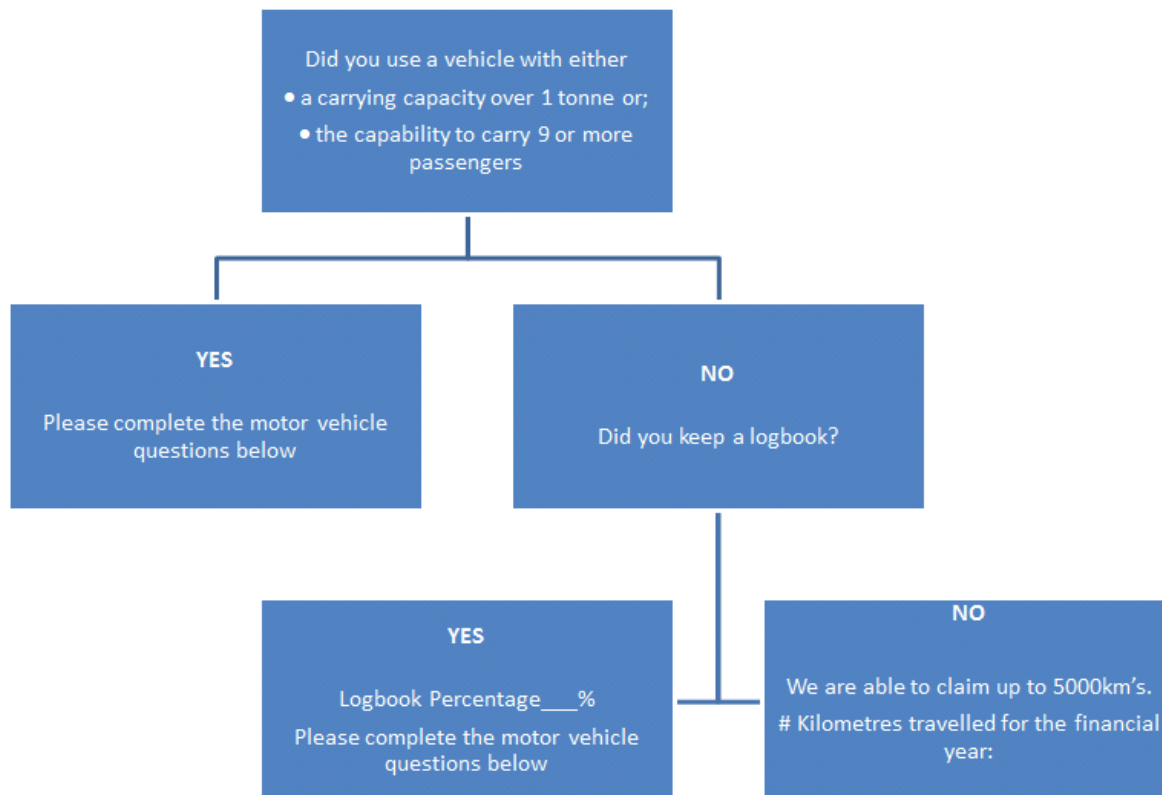 Did you use a vehicle with either
• a carrying capacity over 1 tonne or;
• the capability to carry 9 or more
passengers
YES
Please complete the motor vehicle
questions below
NO
Did you keep a logbook?
YES
Logbook Percentage___%
Please complete the motor vehicle
questions below
NO
We are able to claim up to 5000km's.
# Kilometres travelled for the financial
year: